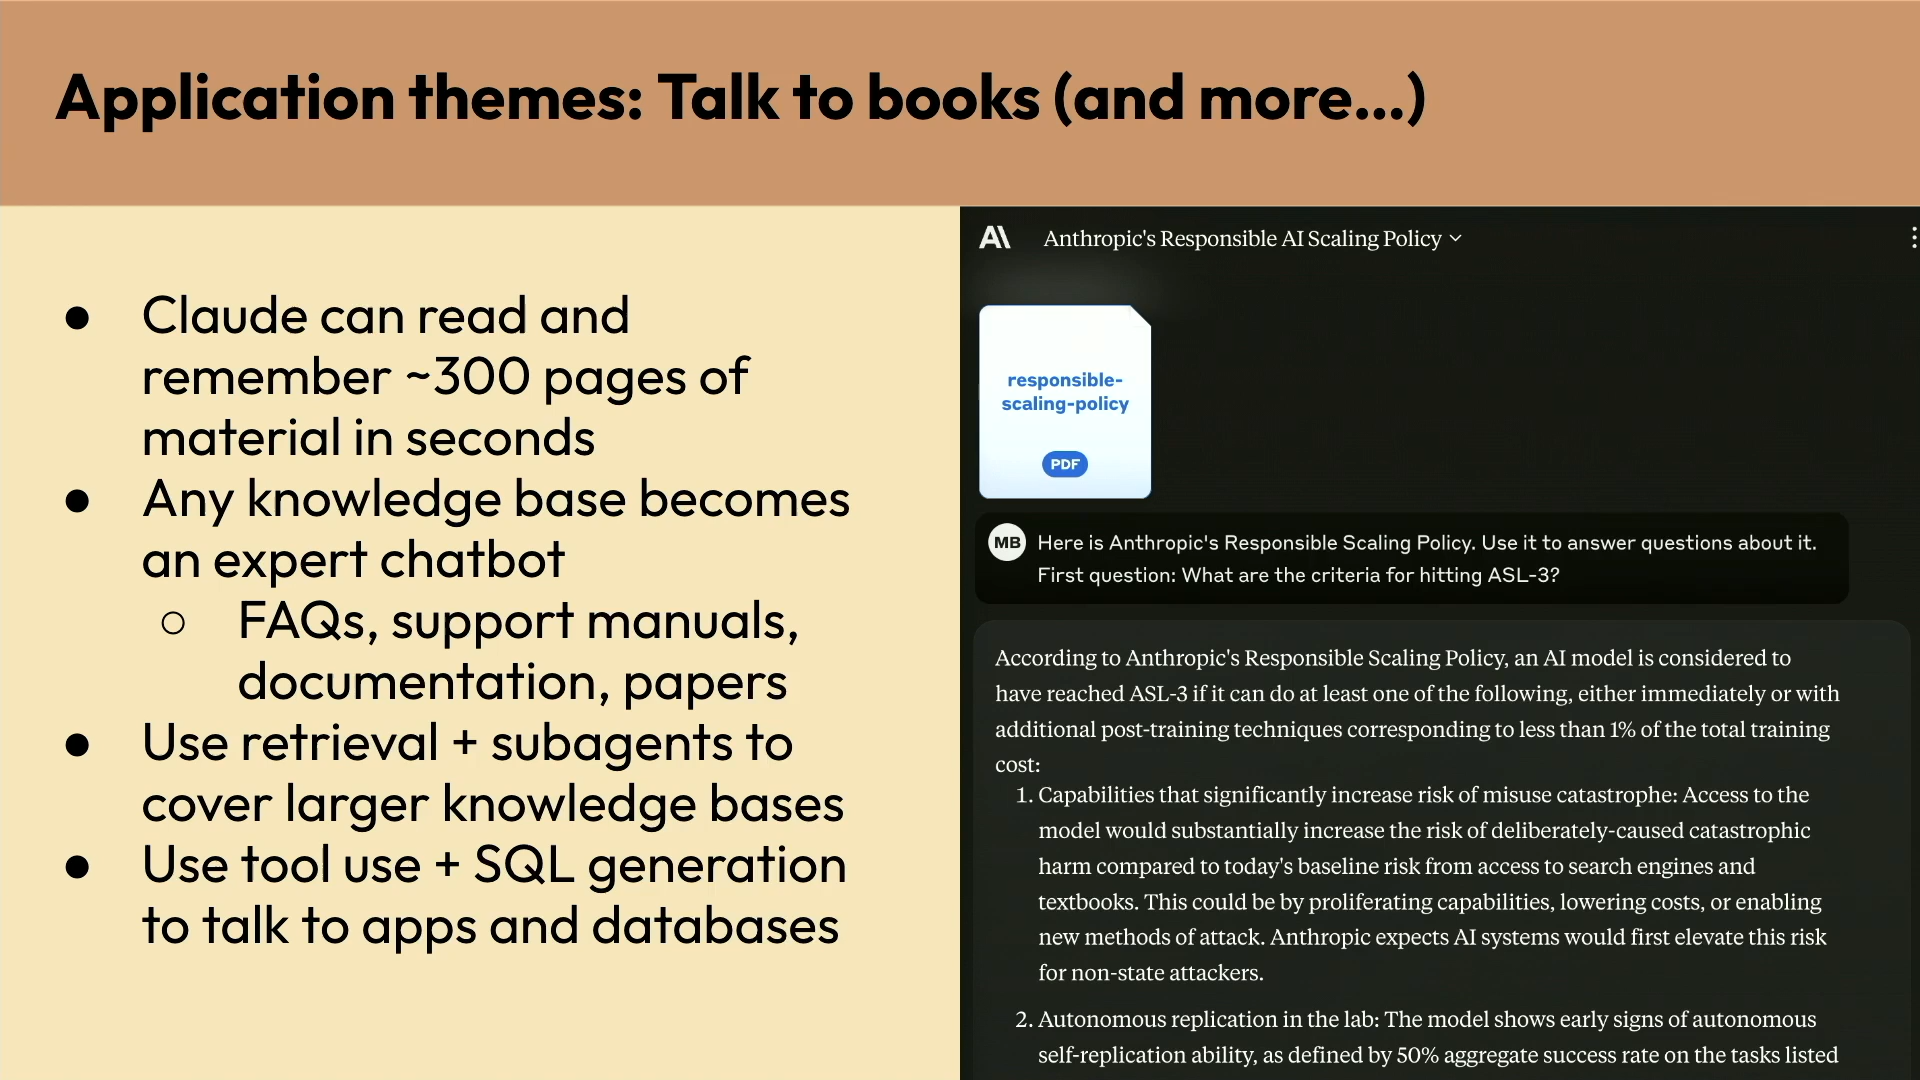 Application themes: Talk to books (and more...)
● Claude can read and
remember ~300 pages of
material in seconds
● Any knowledge base becomes
an expert chatbot
○ FAQs, support manuals,
documentation, papers
● Use retrieval + subagents to
cover larger knowledge bases
● Use tool use + SQL generation
to talk to apps and databases
AI Anthropic's Responsible AI Scaling Policy
responsible-
scaling-policy
PDF
MB Here is Anthropic's Responsible Scaling Policy. Use it to answer questions about it.
First question: What are the criteria for hitting ASL-3?
According to Anthropic's Responsible Scaling Policy, an AI model is considered to
have reached ASL-3 if it can do at least one of the following, either immediately or with
additional post-training techniques corresponding to less than 1% of the total training
cost:
1. Capabilities that significantly increase risk of misuse catastrophe: Access to the
model would substantially increase the risk of deliberately-caused catastrophic
harm compared to today's baseline risk from access to search engines and
textbooks. This could be by proliferating capabilities, lowering costs, or enabling
new methods of attack. Anthropic expects AI systems would first elevate this risk
for non-state attackers.
2. Autonomous replication in the lab: The model shows early signs of autonomous
self-replication ability, as defined by 50% aggregate success rate on the tasks listed